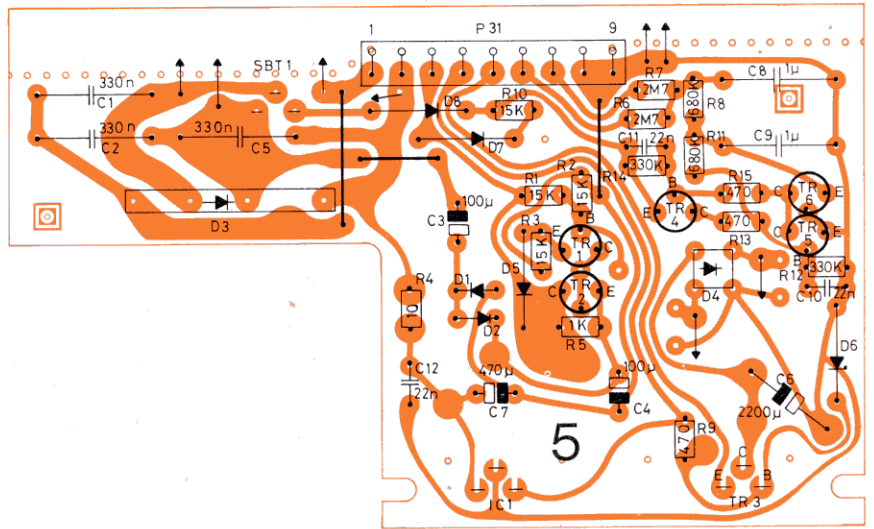 1 P31 9
SBT1
330n
C1
330n
C2
330n
C5
D3
D8
R10
15K
D7
R7
2M7
R6
2M7
680K
R8
C8 1µ
C11 22n
330K
R14
680K
R11
C9 1µ
R1
15K
R2
15K
R3
15K
100µ
C3
B
E
TR
1
C
C
TR
2
E
B
E
TR
4
C
R15
470
470
R13
C
TR
6
E
C
TR
5
E
B
R12
330K
C10
22n
R4
10
D1
D2
D5
1K
R5
D4
D6
C12
22n
470µ
C7
100µ
C4
C6
2200µ
5
R9
470
IC1
E
C
B
TR3